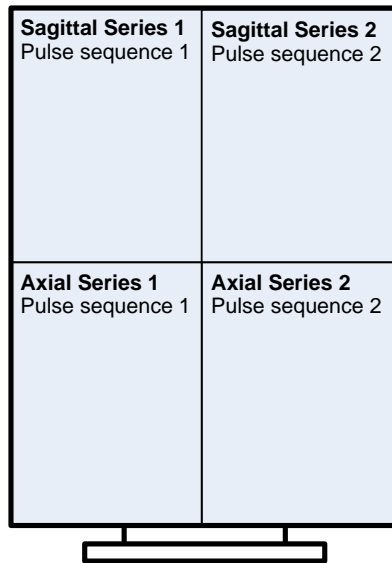 Sagittal Series 1
Pulse sequence 1
Sagittal Series 2
Pulse sequence 2
Axial Series 1
Pulse sequence 1
Axial Series 2
Pulse sequence 2